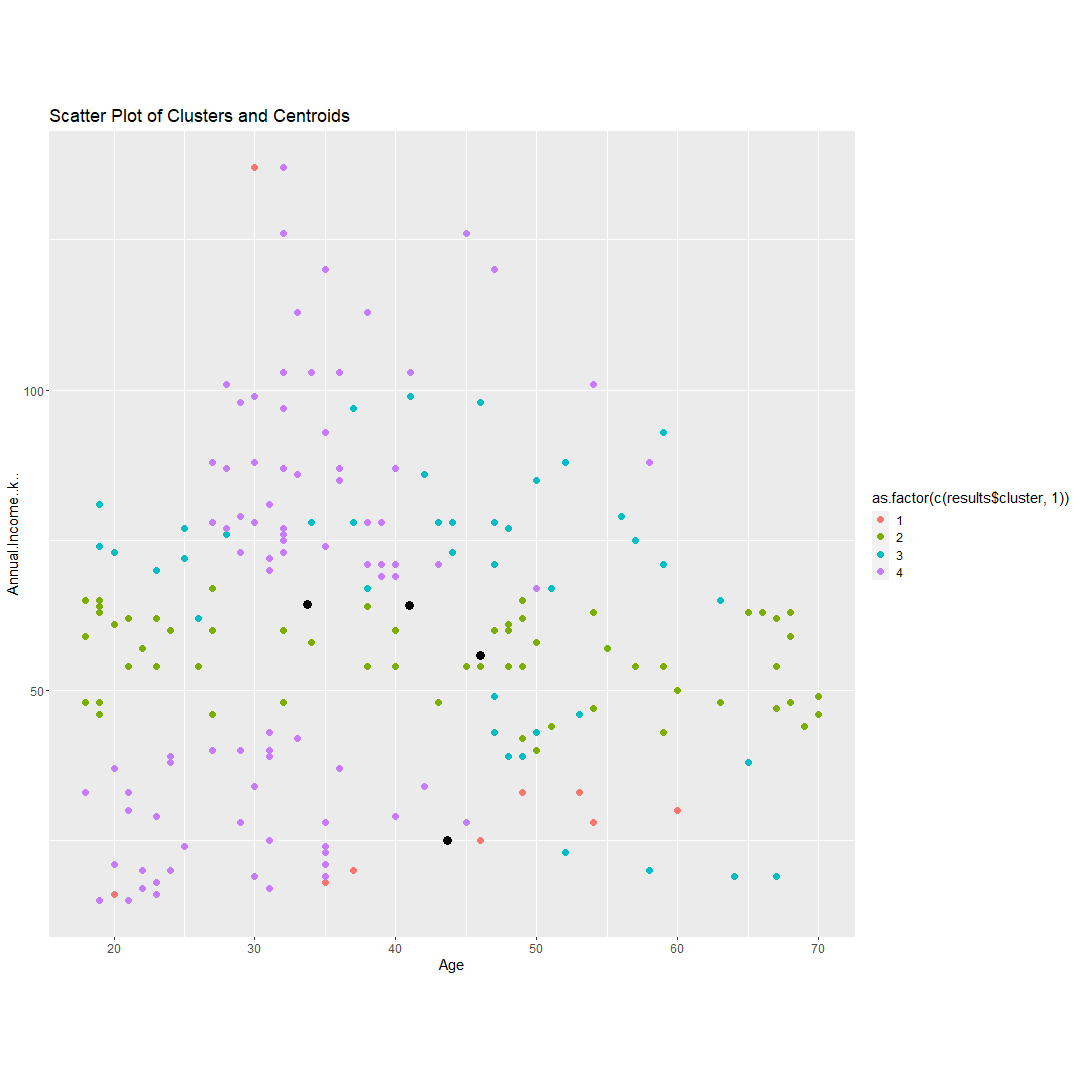 Scatter Plot of Clusters and Centroids
100
50
Annual.Income..k..
20 30 40 50 60 70
Age
as.factor(c(results$cluster, 1))
1
2
3
4